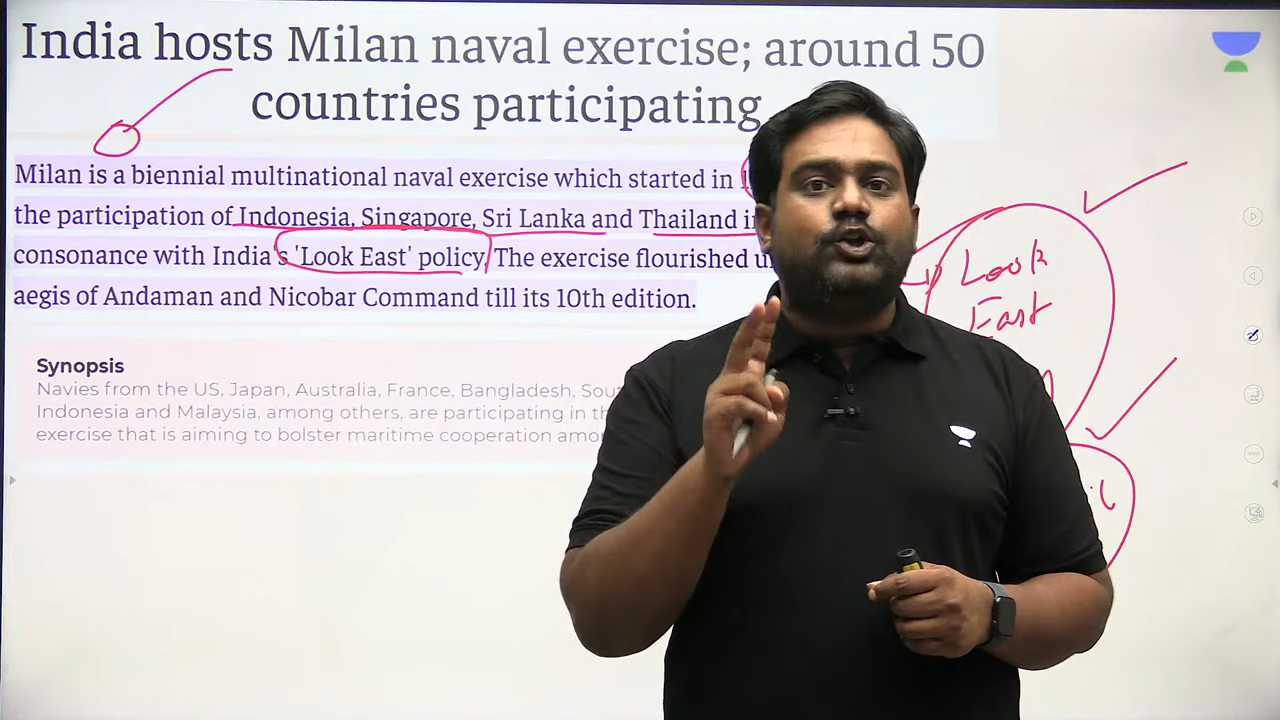 India hosts Milan naval exercise; around 50
countries participating
Milan is a biennial multinational naval exercise which started in
the participation of Indonesia, Singapore, Sri Lanka and Thailand
consonance with India's 'Look East' policy. The exercise flourished
aegis of Andaman and Nicobar Command till its 10th edition.
Look
East
Synopsis
Navies from the US, Japan, Australia, France, Bangladesh,
Indonesia and Malaysia, among others, are participating in
exercise that is aiming to bolster maritime cooperation